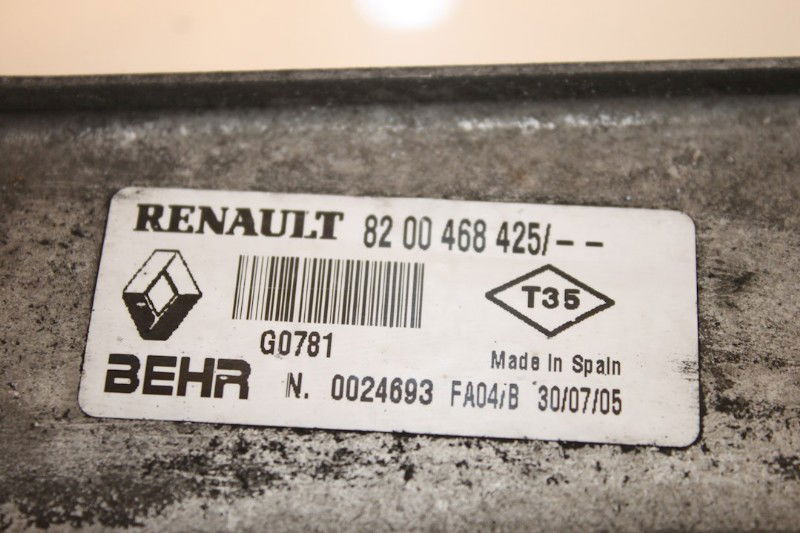 RENAULT 82 00 468 425/--
T35
G0781
Made In Spain
BEHR N. 0024693 FA04/B 30/07/05